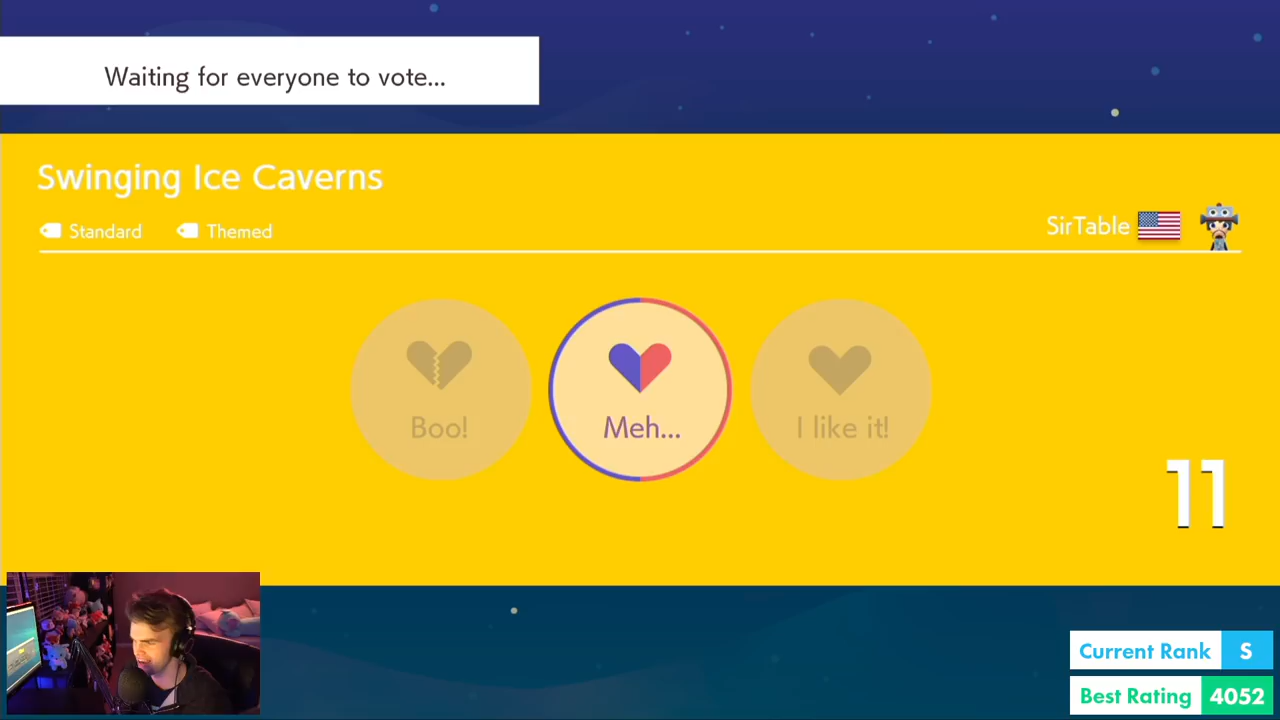 Waiting for everyone to vote...
Swinging Ice Caverns
Standard Themed
SirTable
Boo! Meh... I like it!
11
Current Rank S
Best Rating 4052